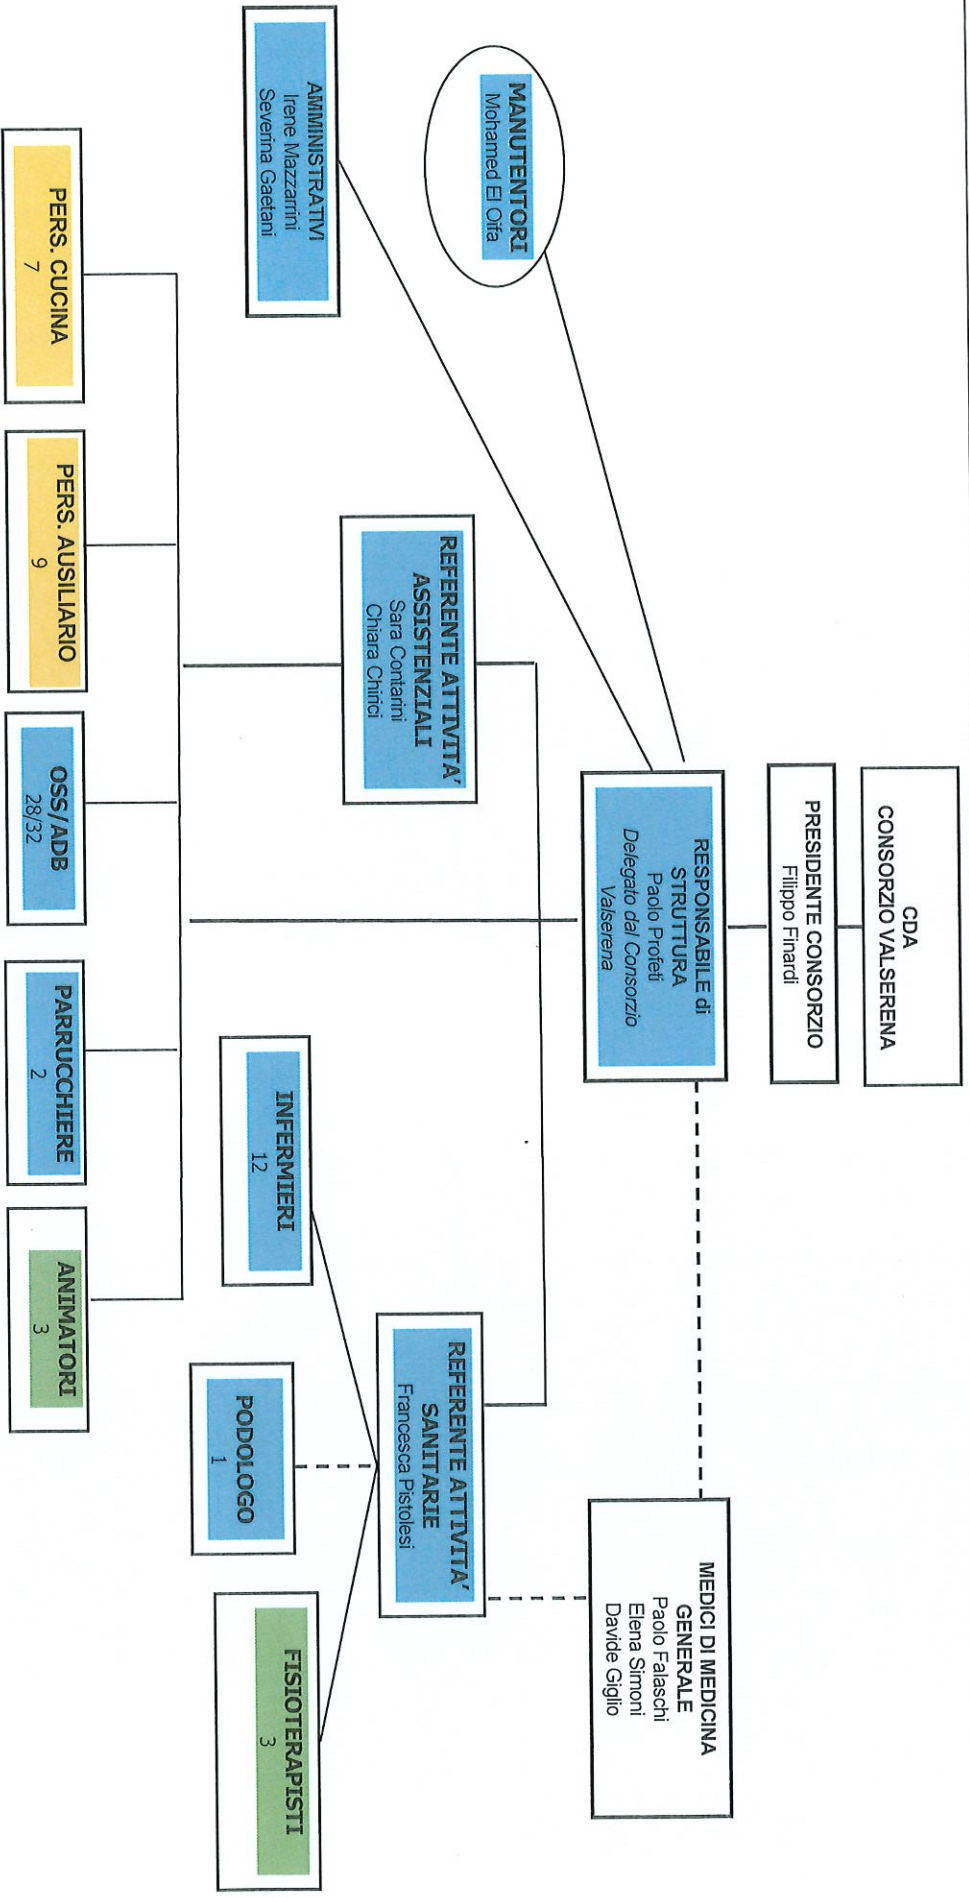 CDA
CONSORZIO VALSERENA
PRESIDENTE CONSORZIO
Filippo Finardi
RESPONSABILE di
STRUTTURA
Paolo Profeti
Delegato dal Consorzio
Valserena
MEDICI DI MEDICINA
GENERALE
Paolo Falaschi
Elena Simoni
Davide Giglio
MANUTENTORI
Mohamed El Oifa
AMMINISTRATIVI
Irene Mazzarrini
Severina Gaetani
REFERENTE ATTIVITA'
ASSISTENZIALI
Sara Contarini
Chiara Chirici
REFERENTE ATTIVITA'
SANITARIE
Francesca Pistolesi
INFERMIERI
12
PODOLOGO
1
FISIOTERAPISTI
3
PERS. CUCINA
7
PERS. AUSILIARIO
9
OSS/ADB
28/32
PARRUCCHIERE
2
ANIMATORI
3